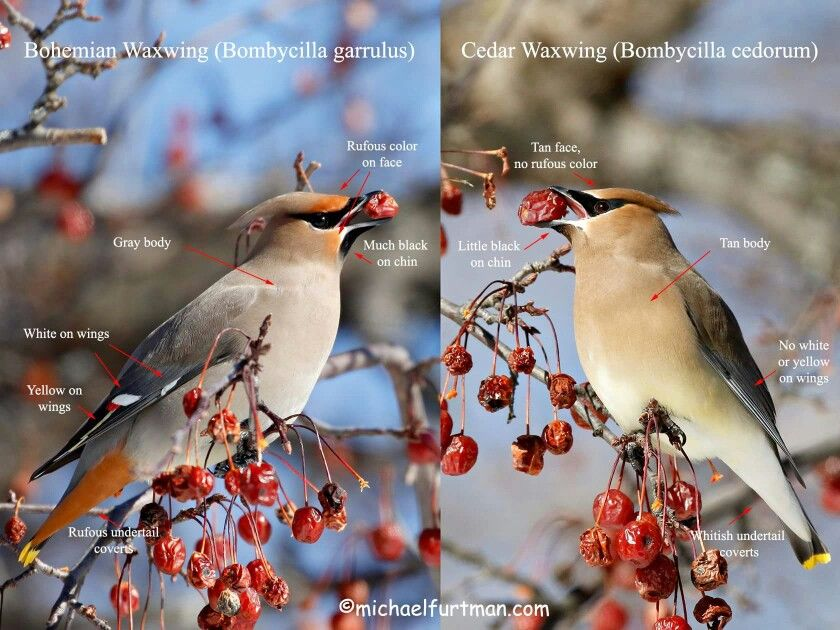 Bohemian Waxwing (Bombycilla garrulus)
Rufous color
on face
Much black
on chin
Gray body
White on wings
Yellow on
wings
Rufous undertail
coverts
Cedar Waxwing (Bombycilla cedorum)
Tan face,
no rufous color
Little black
on chin
Tan body
No white
or yellow
on wings
Whitish undertail
coverts
©michaelfurtman.com